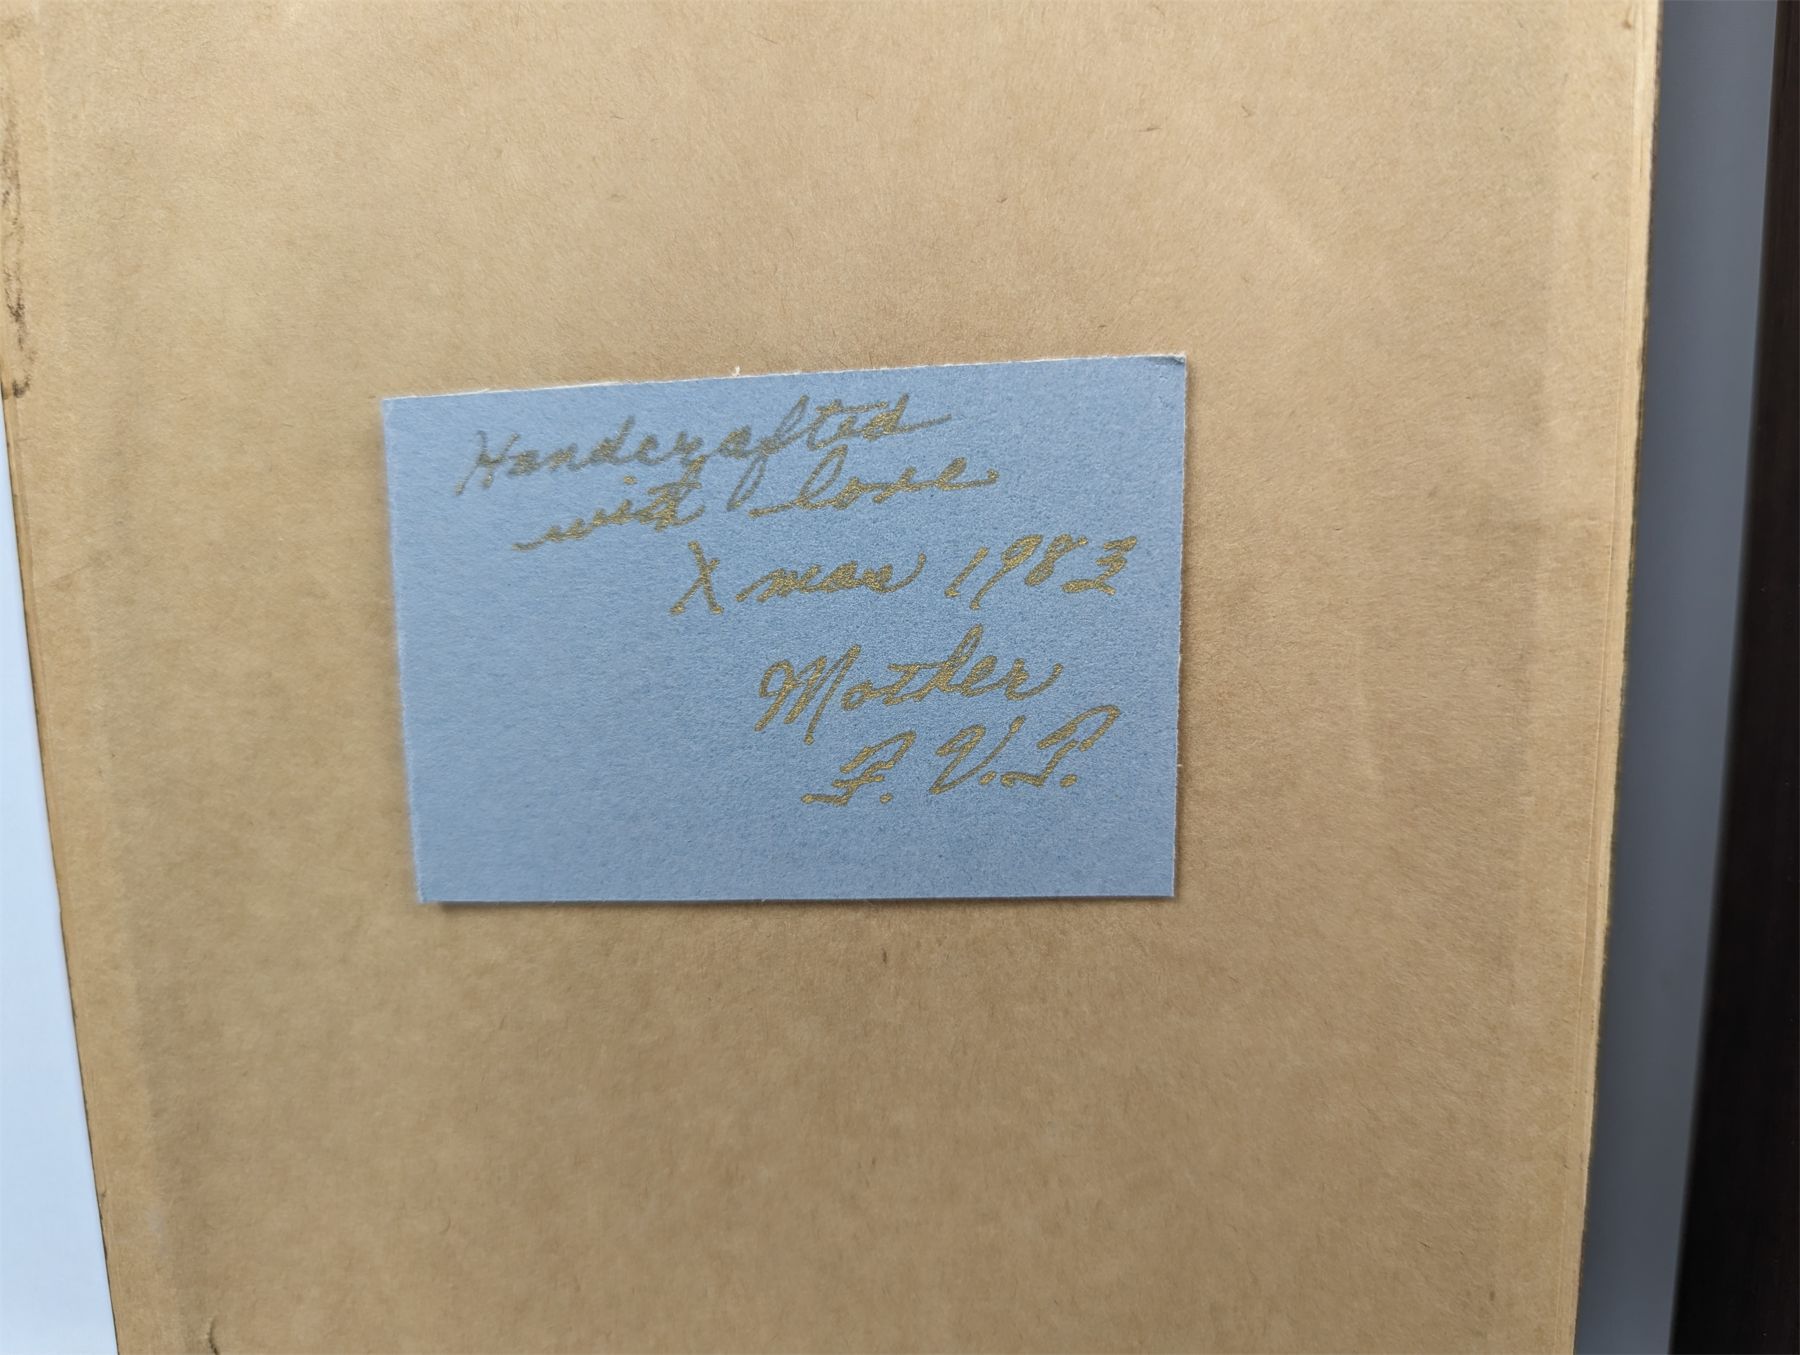 Handcrafted
with love
Xmas 1983
Mother
F. V. P.